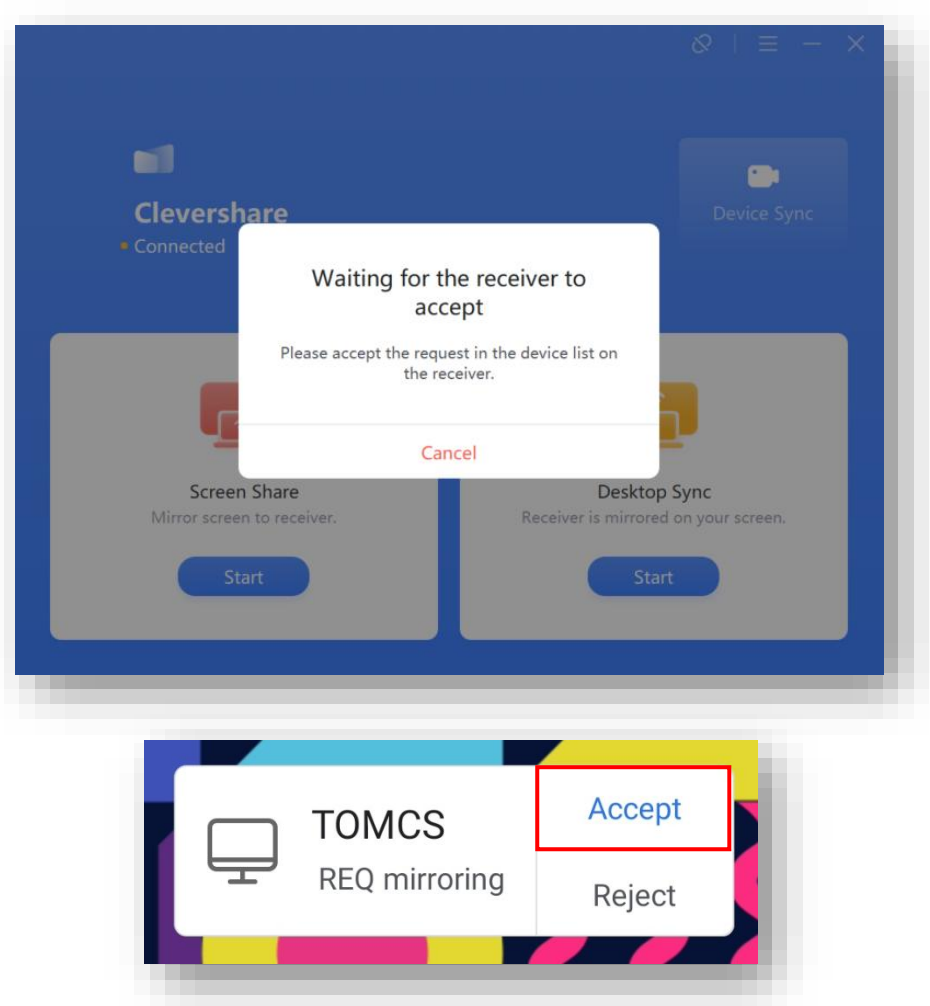 Clevershare
Connected
Device Sync
Waiting for the receiver to
accept
Please accept the request in the device list on
the receiver.
Cancel
Screen Share
Mirror screen to receiver.
Start
Desktop Sync
Receiver is mirrored on your screen.
Start
TOMCS
REQ mirroring
Accept
Reject